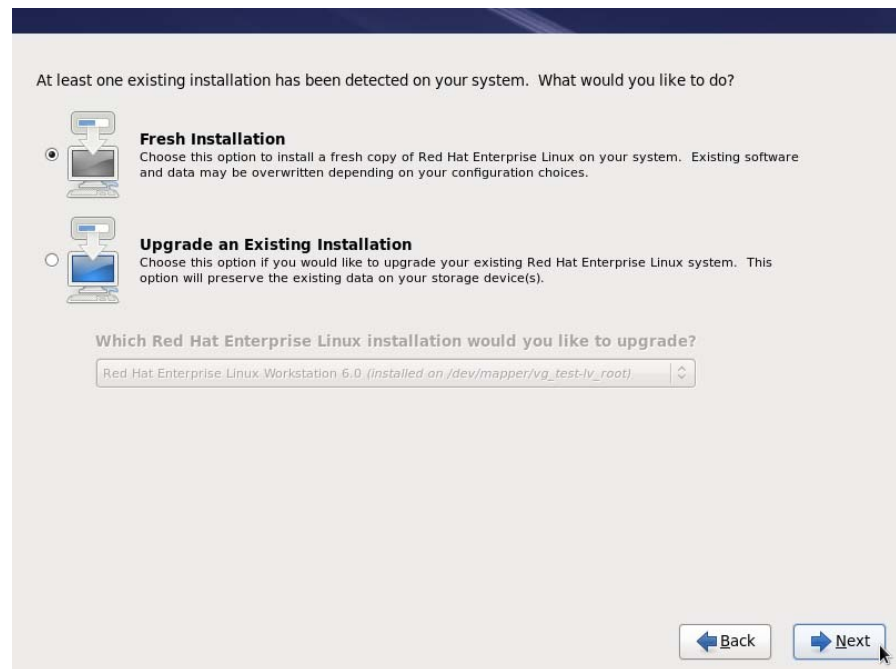 At least one existing installation has been detected on your system.  What would you like to do?
Fresh Installation
Choose this option to install a fresh copy of Red Hat Enterprise Linux on your system.  Existing software
and data may be overwritten depending on your configuration choices.
Upgrade an Existing Installation
Choose this option if you would like to upgrade your existing Red Hat Enterprise Linux system.  This
option will preserve the existing data on your storage device(s).
Which Red Hat Enterprise Linux installation would you like to upgrade?
Red Hat Enterprise Linux Workstation 6.0 (installed on /dev/mapper/vg_test-lv_root)
Back
Next